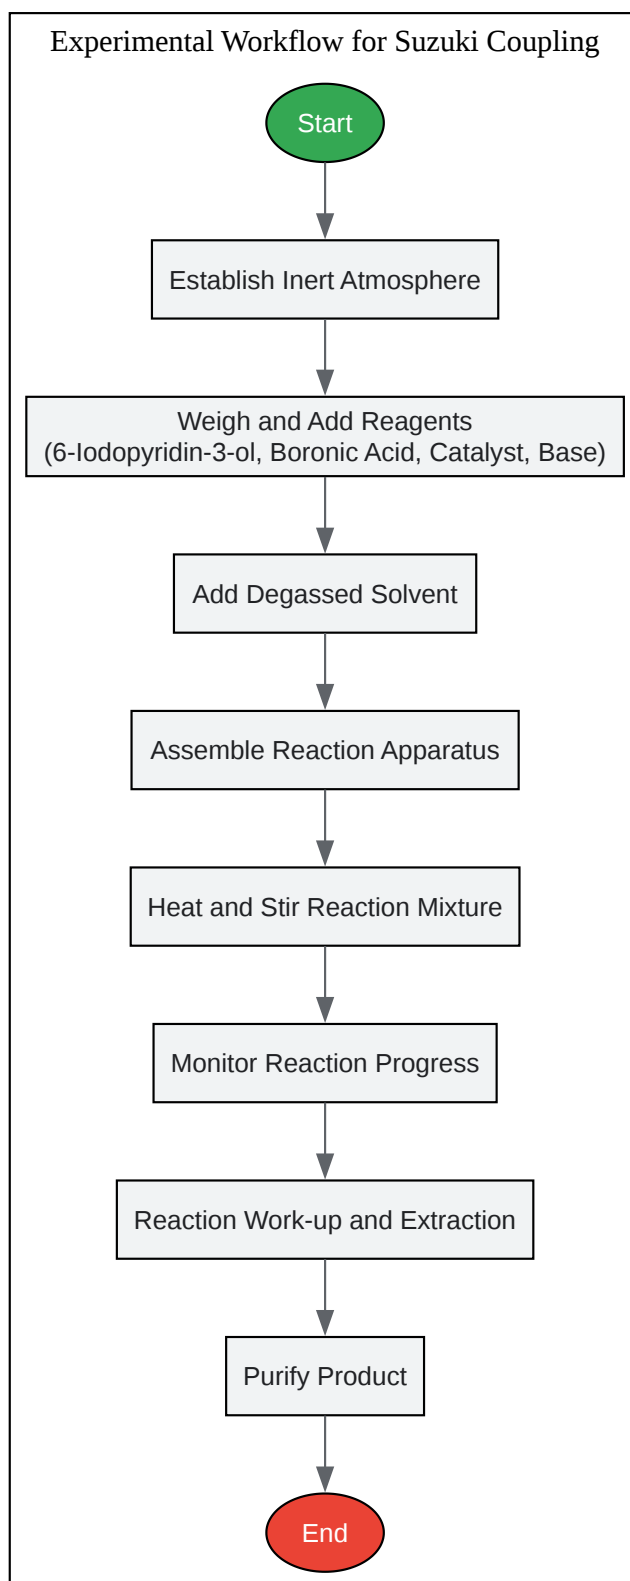 Experimental Workflow for Suzuki Coupling
Start
Establish Inert Atmosphere
Weigh and Add Reagents
(6-Iodopyridin-3-ol, Boronic Acid, Catalyst, Base)
Add Degassed Solvent
Assemble Reaction Apparatus
Heat and Stir Reaction Mixture
Monitor Reaction Progress
Reaction Work-up and Extraction
Purify Product
End